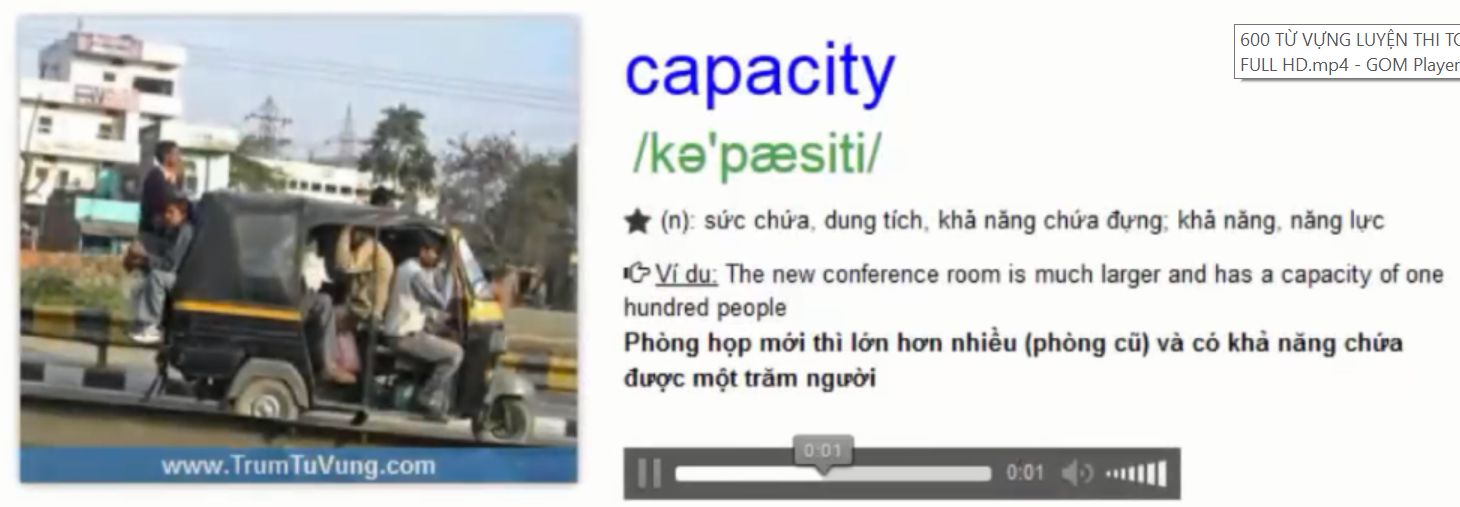 capacity
/kə'pæsiti/
★ (n): sức chứa, dung tích, khả năng chứa đựng; khả năng, năng lực
Ví du: The new conference room is much larger and has a capacity of one
hundred people
Phòng họp mới thì lớn hơn nhiều (phòng cũ) và có khả năng chứa
được một trăm người
0:01
0:01
www.TrumTuVung.com
600 TỪ VỰNG LUYỆN THI TO
FULL HD.mp4 - GOM Player